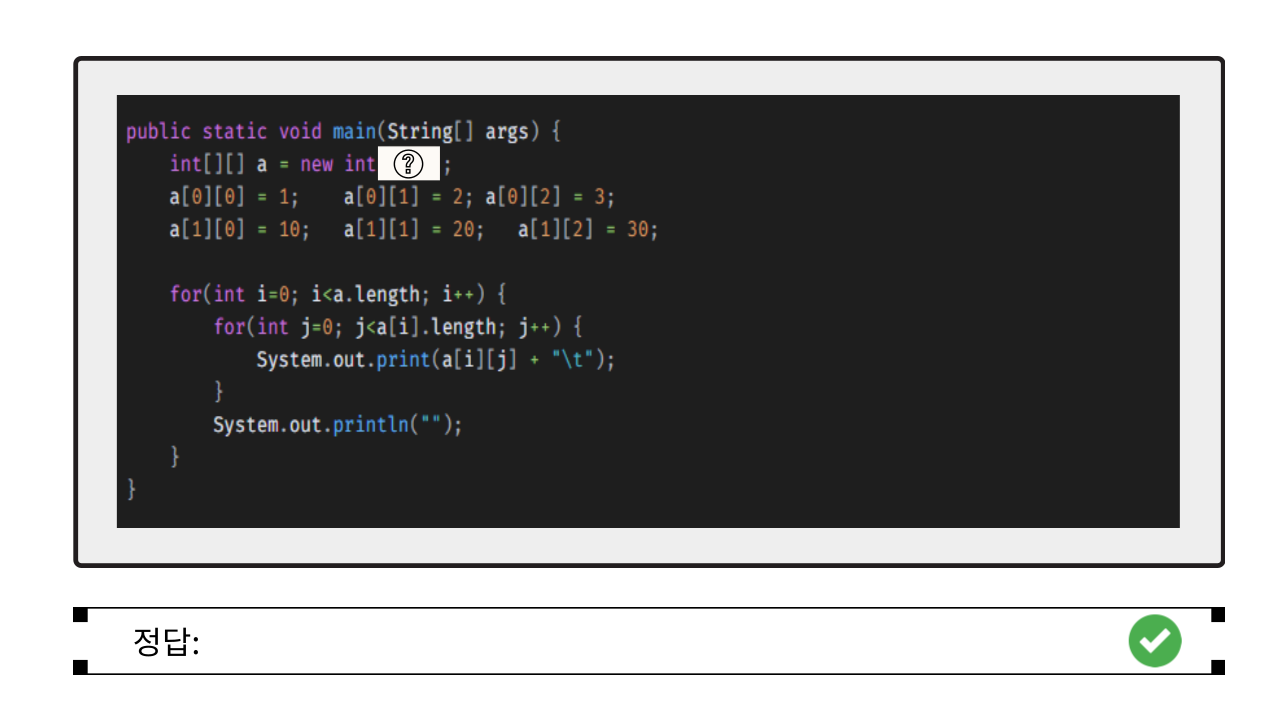 public static void main(String[] args) {
int[][] a = new int ? ;
a[0][0] = 1; a[0][1] = 2; a[0][2] = 3;
a[1][0] = 10; a[1][1] = 20; a[1][2] = 30;
for(int i=0; i<a.length; i++) {
for(int j=0; j<a[i].length; j++) {
System.out.print(a[i][j] + "\t");
}
System.out.println("");
}
}
정답: